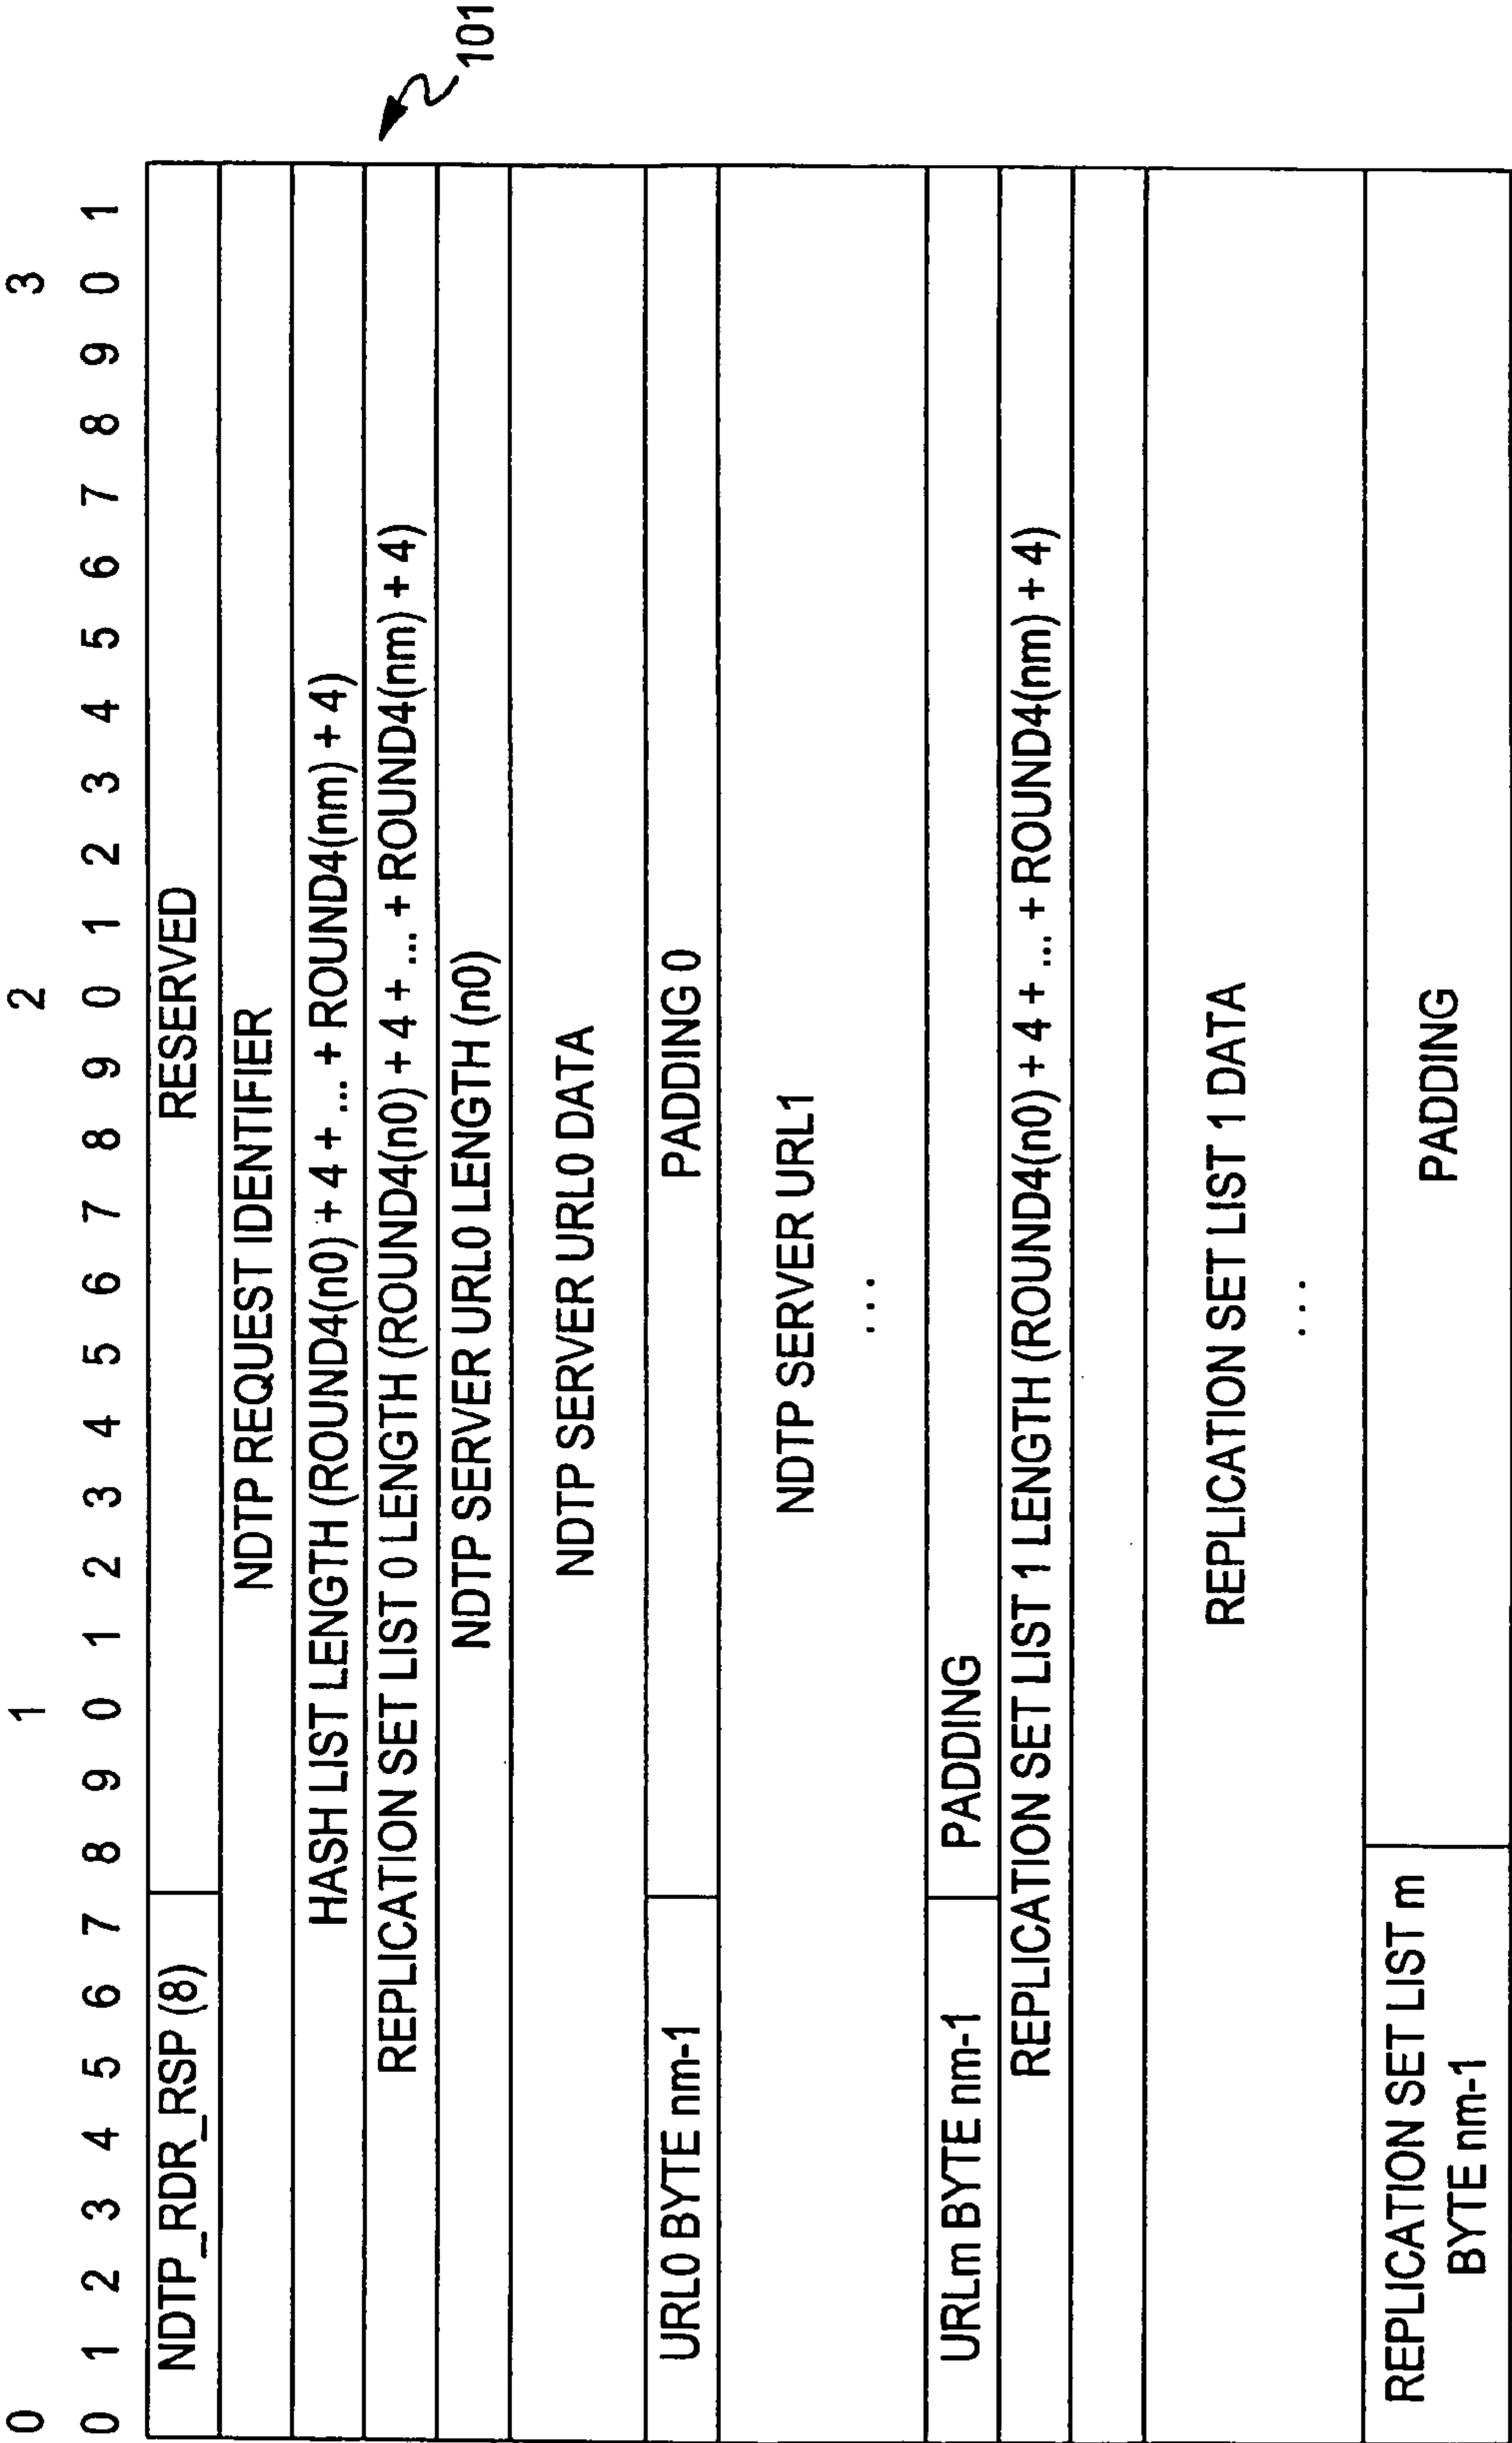 0 1 2 3
0 1 2 3 4 5 6 7 8 9 0 1 2 3 4 5 6 7 8 9 0 1 2 3 4 5 6 7 8 9 0 1
NDTP_RDR_RSP (8) RESERVED
NDTP REQUEST IDENTIFIER
HASH LIST LENGTH (ROUND4(n0) + 4 + ... + ROUND4(nm) + 4)
REPLICATION SET LIST 0 LENGTH (ROUND4(n0) + 4 + ... + ROUND4(nm) + 4)
NDTP SERVER URL0 LENGTH (n0)
NDTP SERVER URL0 DATA
URL0 BYTE nm-1 PADDING 0
NDTP SERVER URL1
...
URLm BYTE nm-1 PADDING
REPLICATION SET LIST 1 LENGTH (ROUND4(n0) + 4 + ... + ROUND4(nm) + 4)
REPLICATION SET LIST 1 DATA
...
REPLICATION SET LIST m
BYTE nm-1
PADDING
101